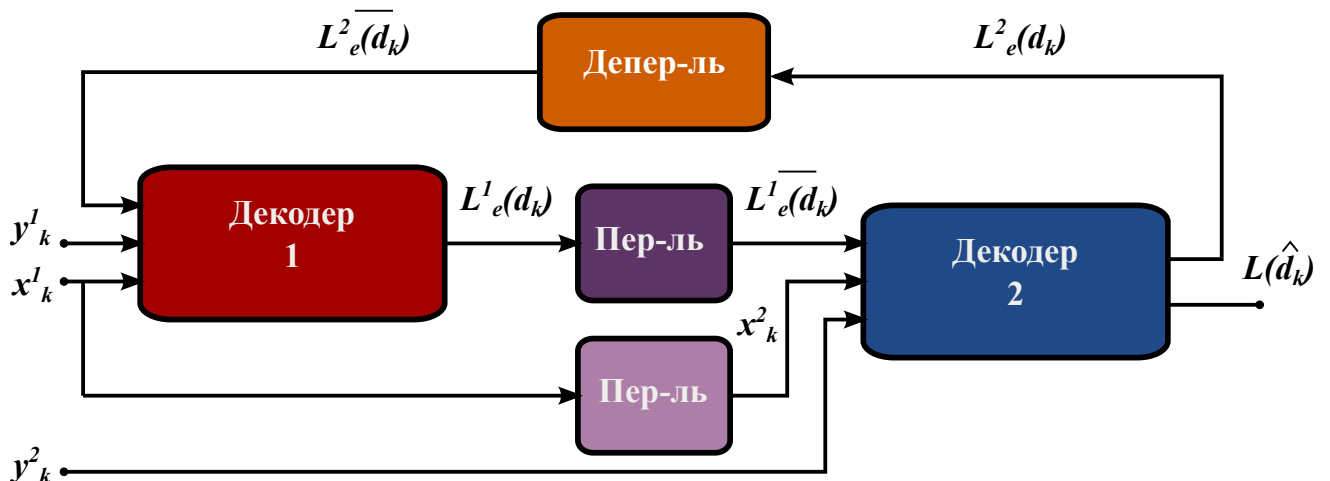 L²ₑ(d̅ₖ)
L²ₑ(dₖ)
Депер-ль
Декодер
1
L¹ₑ(dₖ)
Пер-ль
L¹ₑ(d̅ₖ)
Декодер
2
y¹ₖ
x¹ₖ
L(d̂ₖ)
x²ₖ
Пер-ль
y²ₖ